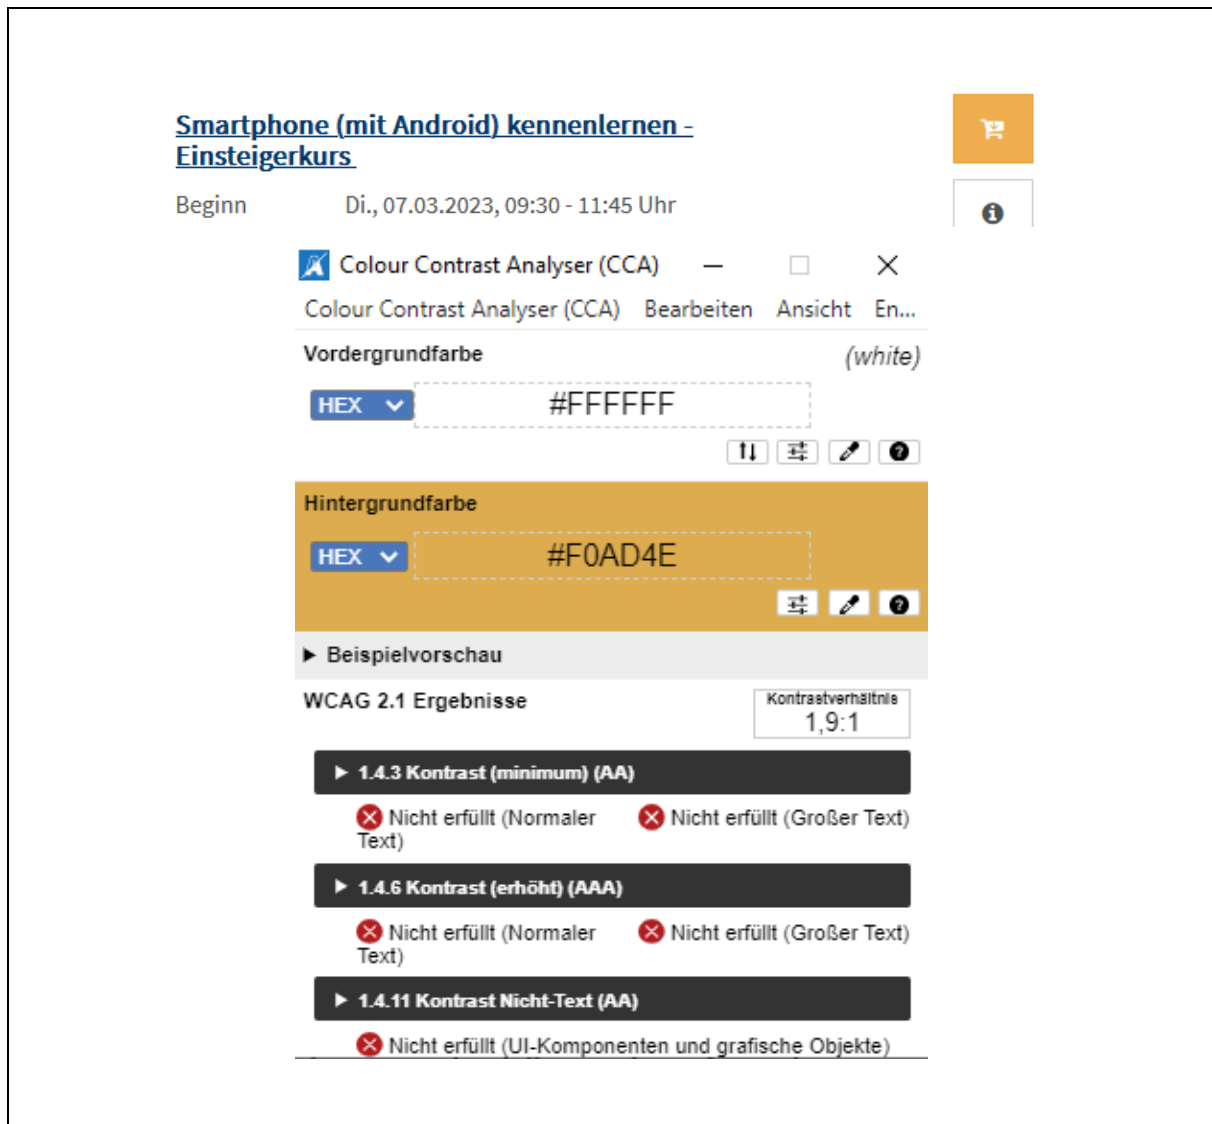 Smartphone (mit Android) kennenlernen -
Einsteigerkurs
Beginn Di., 07.03.2023, 09:30 - 11:45 Uhr
Colour Contrast Analyser (CCA)
Colour Contrast Analyser (CCA) Bearbeiten Ansicht En...
Vordergrundfarbe (white)
HEX #FFFFFF
Hintergrundfarbe
HEX #F0AD4E
Beispielvorschau
WCAG 2.1 Ergebnisse Kontrastverhältnis
1,9:1
1.4.3 Kontrast (minimum) (AA)
Nicht erfüllt (Normaler Nicht erfüllt (Großer Text)
Text)
1.4.6 Kontrast (erhöht) (AAA)
Nicht erfüllt (Normaler Nicht erfüllt (Großer Text)
Text)
1.4.11 Kontrast Nicht-Text (AA)
Nicht erfüllt (UI-Komponenten und grafische Objekte)